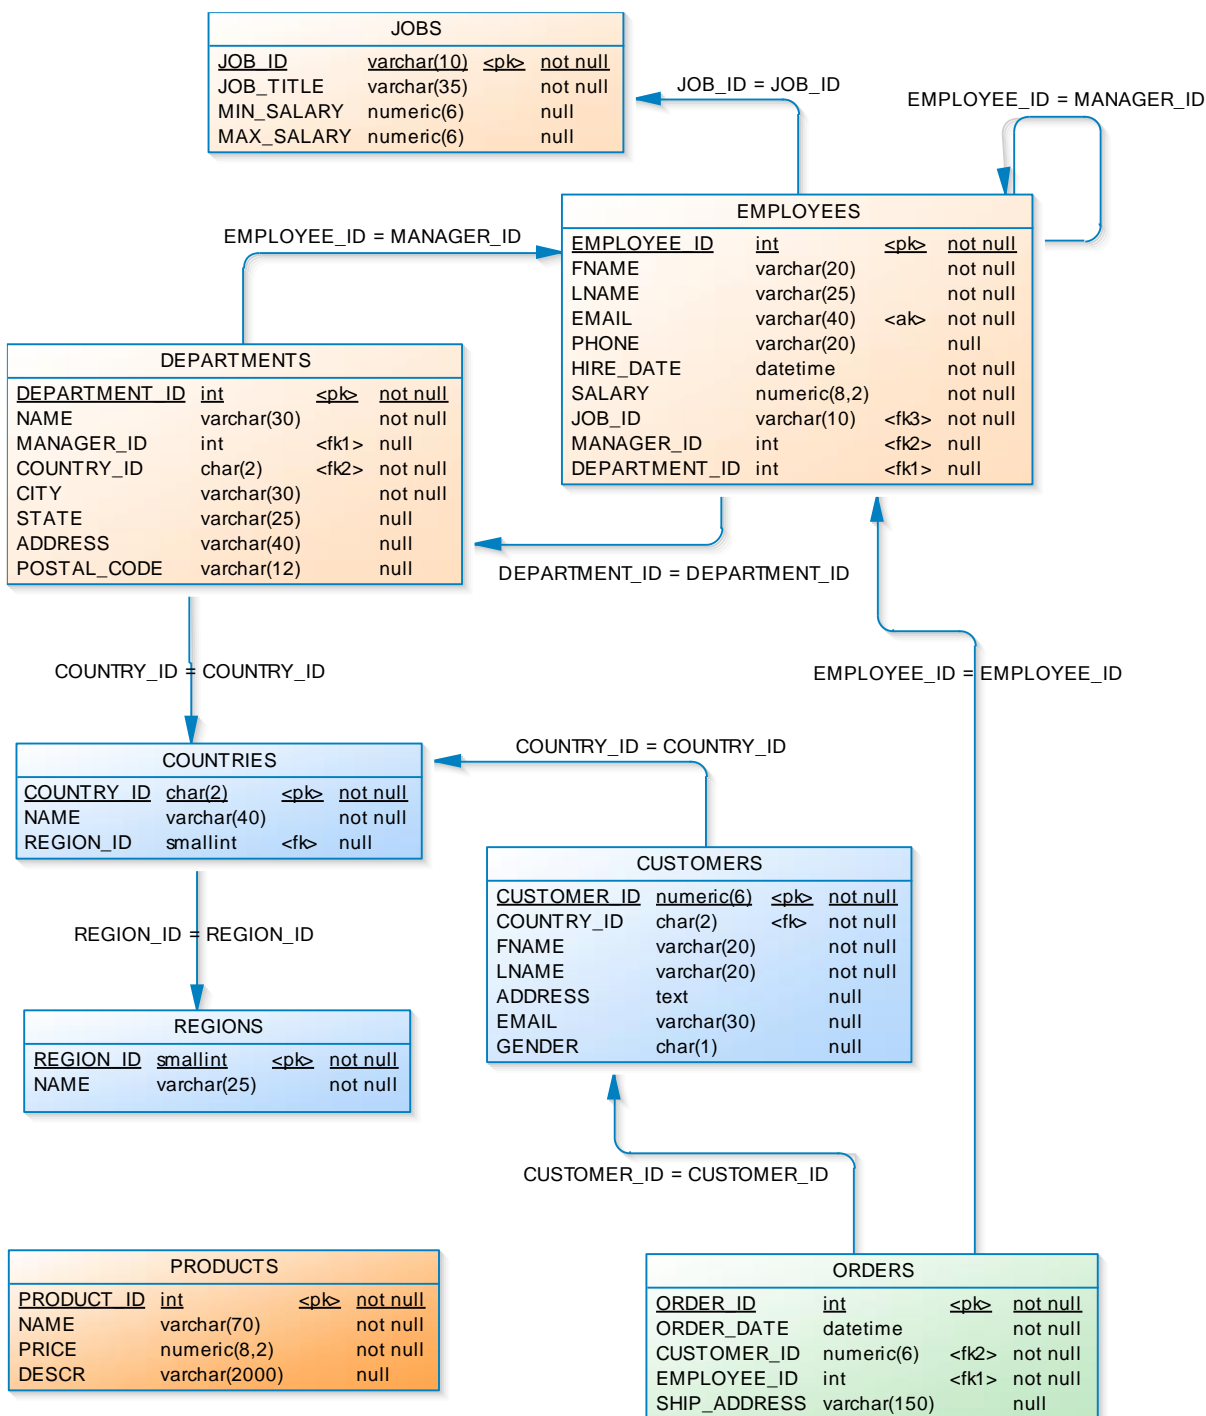 JOBS
JOB_ID varchar(10) <pk> not null
JOB_TITLE varchar(35) not null
MIN_SALARY numeric(6) null
MAX_SALARY numeric(6) null
JOB_ID = JOB_ID
EMPLOYEE_ID = MANAGER_ID
EMPLOYEES
EMPLOYEE_ID int <pk> not null
FNAME varchar(20) not null
LNAME varchar(25) not null
EMAIL varchar(40) <ak> not null
PHONE varchar(20) null
HIRE_DATE datetime not null
SALARY numeric(8,2) not null
JOB_ID varchar(10) <fk3> not null
MANAGER_ID int <fk2> null
DEPARTMENT_ID int <fk1> null
EMPLOYEE_ID = MANAGER_ID
DEPARTMENTS
DEPARTMENT_ID int <pk> not null
NAME varchar(30) not null
MANAGER_ID int <fk1> null
COUNTRY_ID char(2) <fk2> not null
CITY varchar(30) not null
STATE varchar(25) null
ADDRESS varchar(40) null
POSTAL_CODE varchar(12) null
DEPARTMENT_ID = DEPARTMENT_ID
COUNTRY_ID = COUNTRY_ID
EMPLOYEE_ID = EMPLOYEE_ID
COUNTRIES
COUNTRY_ID char(2) <pk> not null
NAME varchar(40) not null
REGION_ID smallint <fk> null
COUNTRY_ID = COUNTRY_ID
CUSTOMERS
CUSTOMER_ID numeric(6) <pk> not null
COUNTRY_ID char(2) <fk> not null
FNAME varchar(20) not null
LNAME varchar(20) not null
ADDRESS text null
EMAIL varchar(30) null
GENDER char(1) null
REGION_ID = REGION_ID
REGIONS
REGION_ID smallint <pk> not null
NAME varchar(25) not null
CUSTOMER_ID = CUSTOMER_ID
PRODUCTS
PRODUCT_ID int <pk> not null
NAME varchar(70) not null
PRICE numeric(8,2) not null
DESCR varchar(2000) null
ORDERS
ORDER_ID int <pk> not null
ORDER_DATE datetime not null
CUSTOMER_ID numeric(6) <fk2> not null
EMPLOYEE_ID int <fk1> not null
SHIP_ADDRESS varchar(150) null